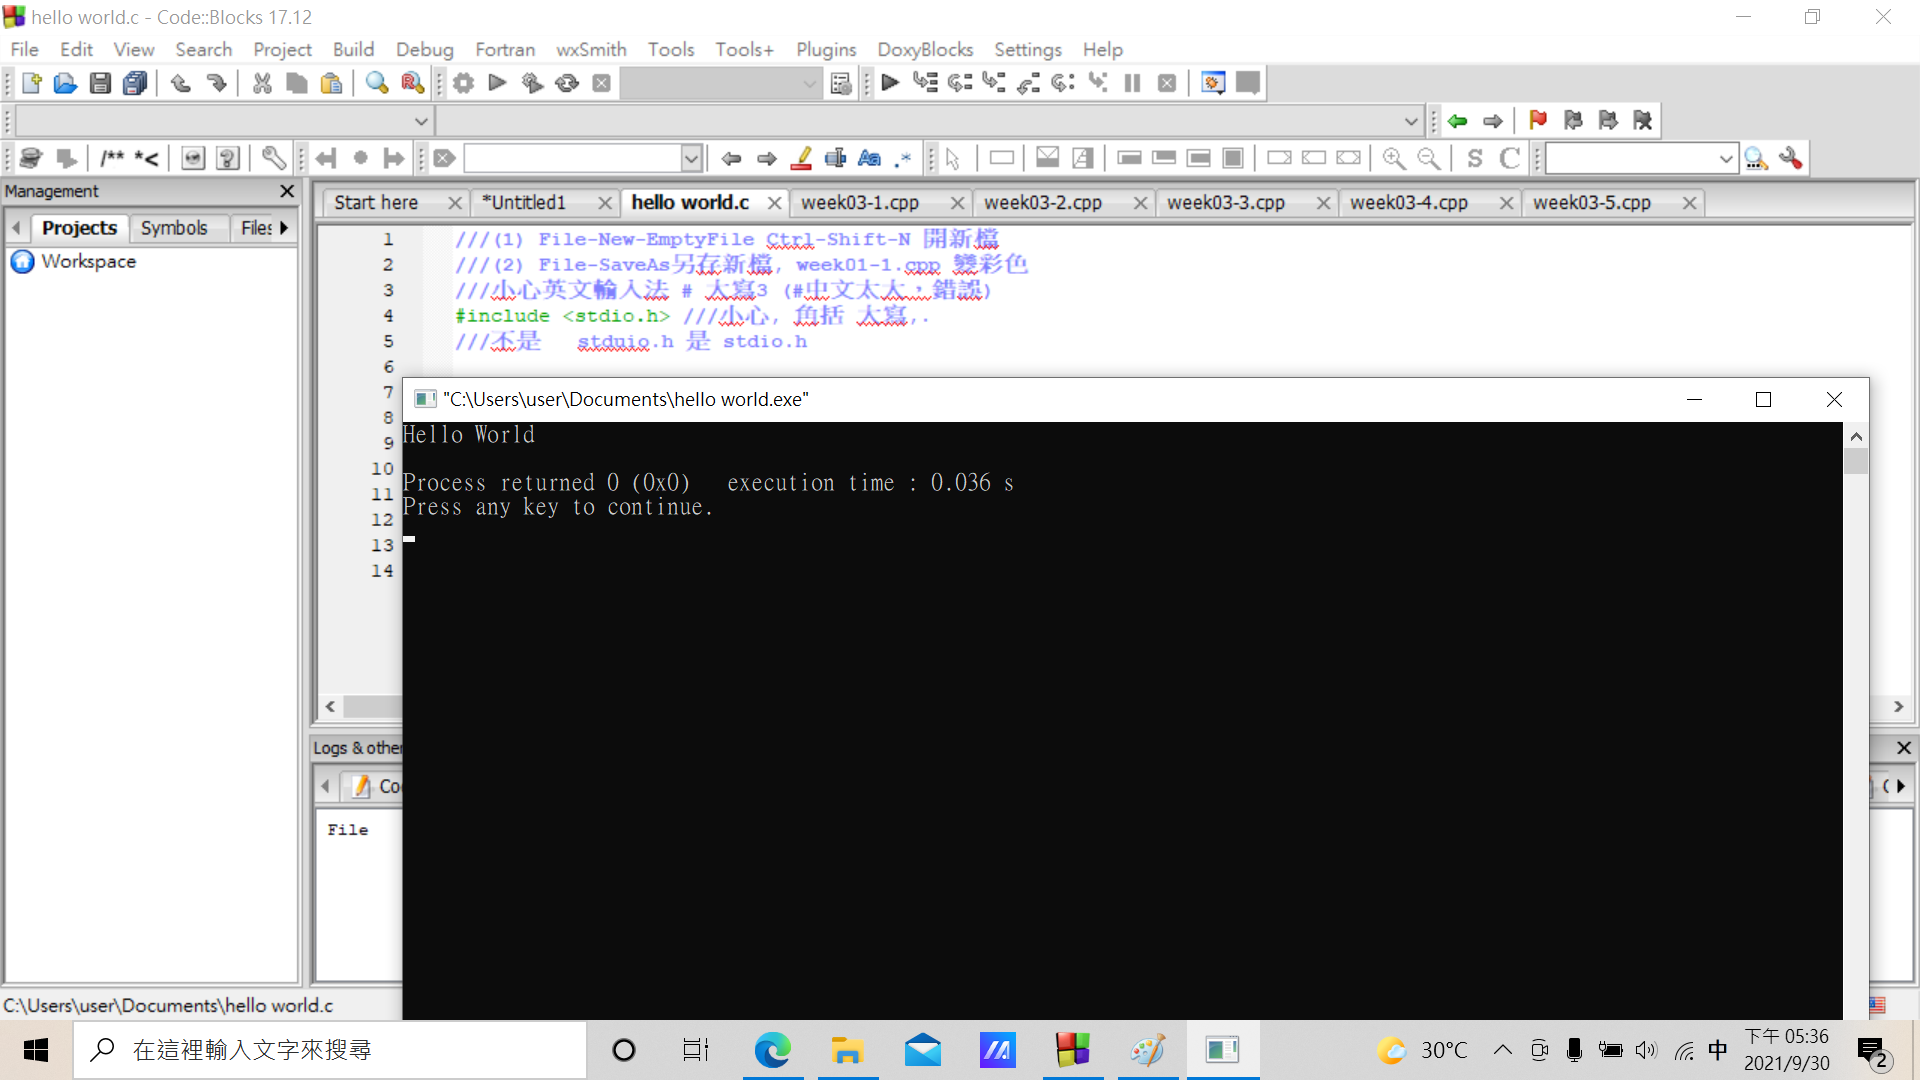 hello world.c - Code::Blocks 17.12
File Edit View Search Project Build Debug Fortran wxSmith Tools Tools+ Plugins DoxyBlocks Settings Help
/** *<
S C
Management
Projects Symbols Files
Workspace
Start here *Untitled1 hello world.c week03-1.cpp week03-2.cpp week03-3.cpp week03-4.cpp week03-5.cpp
1 ///(1) File-New-EmptyFile Ctrl-Shift-N 開新檔
2 ///(2) File-SaveAs另存新檔, week01-1.cpp 變彩色
3 ///小心英文輸入法 # 大寫3 (#中文太大，錯誤)
4 #include <stdio.h> ///小心, 角括 大寫,.
5 ///不是 stduio.h 是 stdio.h
6
7
8
9
10
11
12
13
14
"C:\Users\user\Documents\hello world.exe"
Hello World
Process returned 0 (0x0) execution time : 0.036 s
Press any key to continue.
Logs & othe
Co
File
C:\Users\user\Documents\hello world.c
在這裡輸入文字來搜尋
30°C
中
下午 05:36
2021/9/30
2